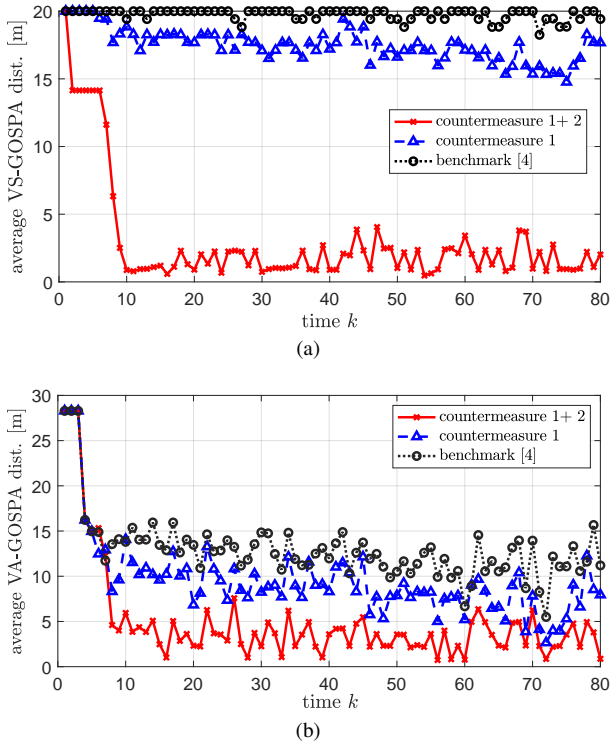 20
15
10
5
0
average VS-GOSPA dist. [m]
countermeasure 1+ 2
countermeasure 1
benchmark [4]
0 10 20 30 40 50 60 70 80
time k
(a)
30
25
20
15
10
5
0
average VA-GOSPA dist. [m]
countermeasure 1+ 2
countermeasure 1
benchmark [4]
0 10 20 30 40 50 60 70 80
time k
(b)